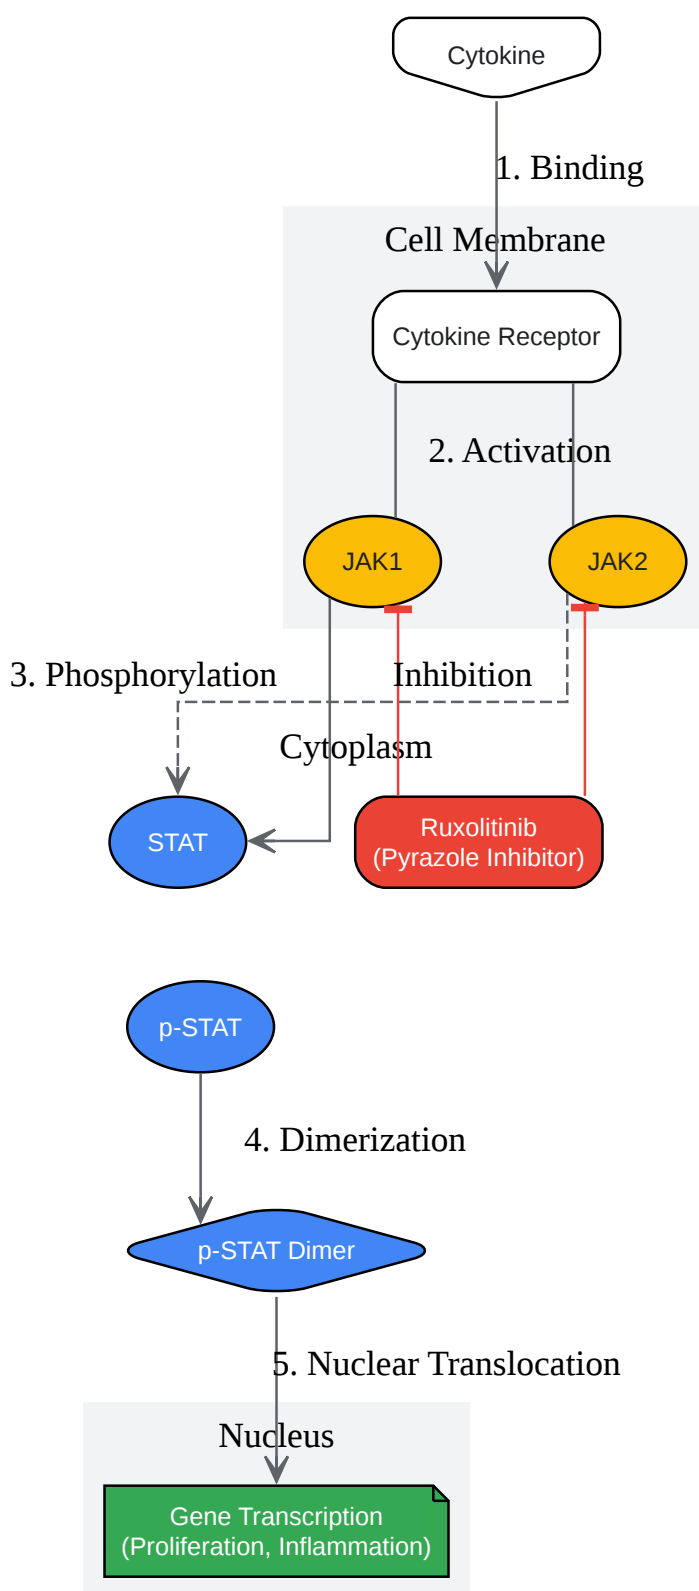 Cytokine
1. Binding
Cell Membrane
Cytokine Receptor
2. Activation
JAK1
JAK2
3. Phosphorylation
Inhibition
Cytoplasm
STAT
Ruxolitinib
(Pyrazole Inhibitor)
p-STAT
4. Dimerization
p-STAT Dimer
5. Nuclear Translocation
Nucleus
Gene Transcription
(Proliferation, Inflammation)